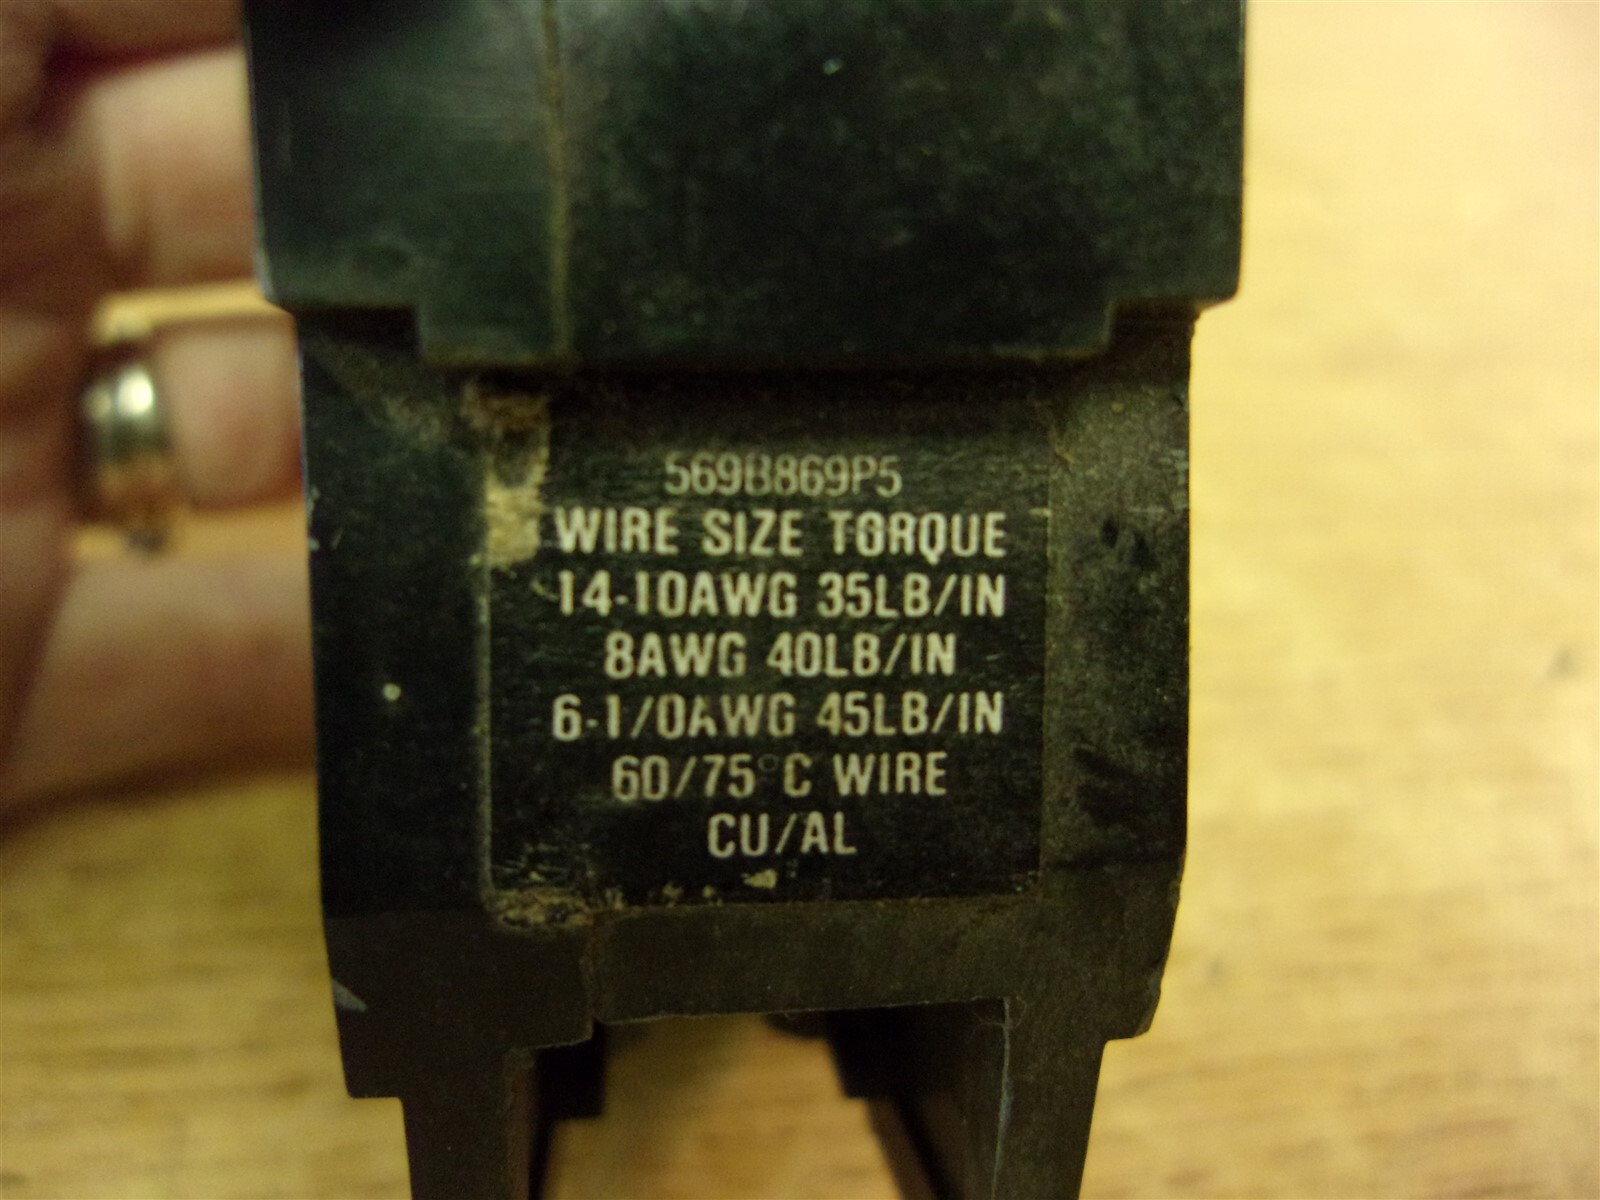 569B869P5
WIRE SIZE TORQUE
14-10AWG 35LB/IN
8AWG 40LB/IN
6-1/0AWG 45LB/IN
60/75°C WIRE
CU/AL